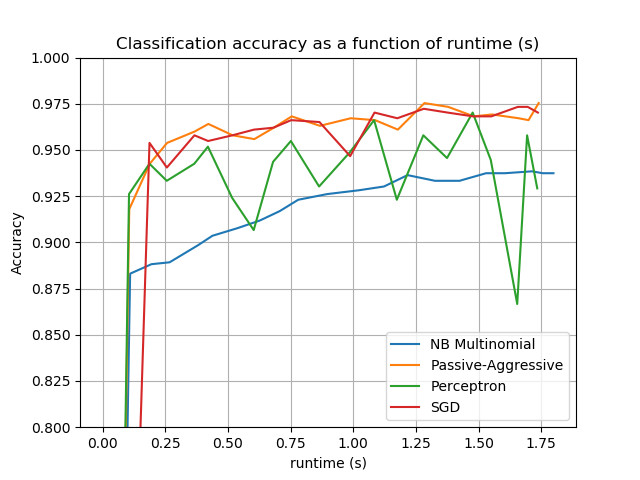 Classification accuracy as a function of runtime (s)
1.000
0.975
0.950
0.925
0.900
0.875
0.850
0.825
0.800
Accuracy
NB Multinomial
Passive-Aggressive
Perceptron
SGD
0.00 0.25 0.50 0.75 1.00 1.25 1.50 1.75
runtime (s)